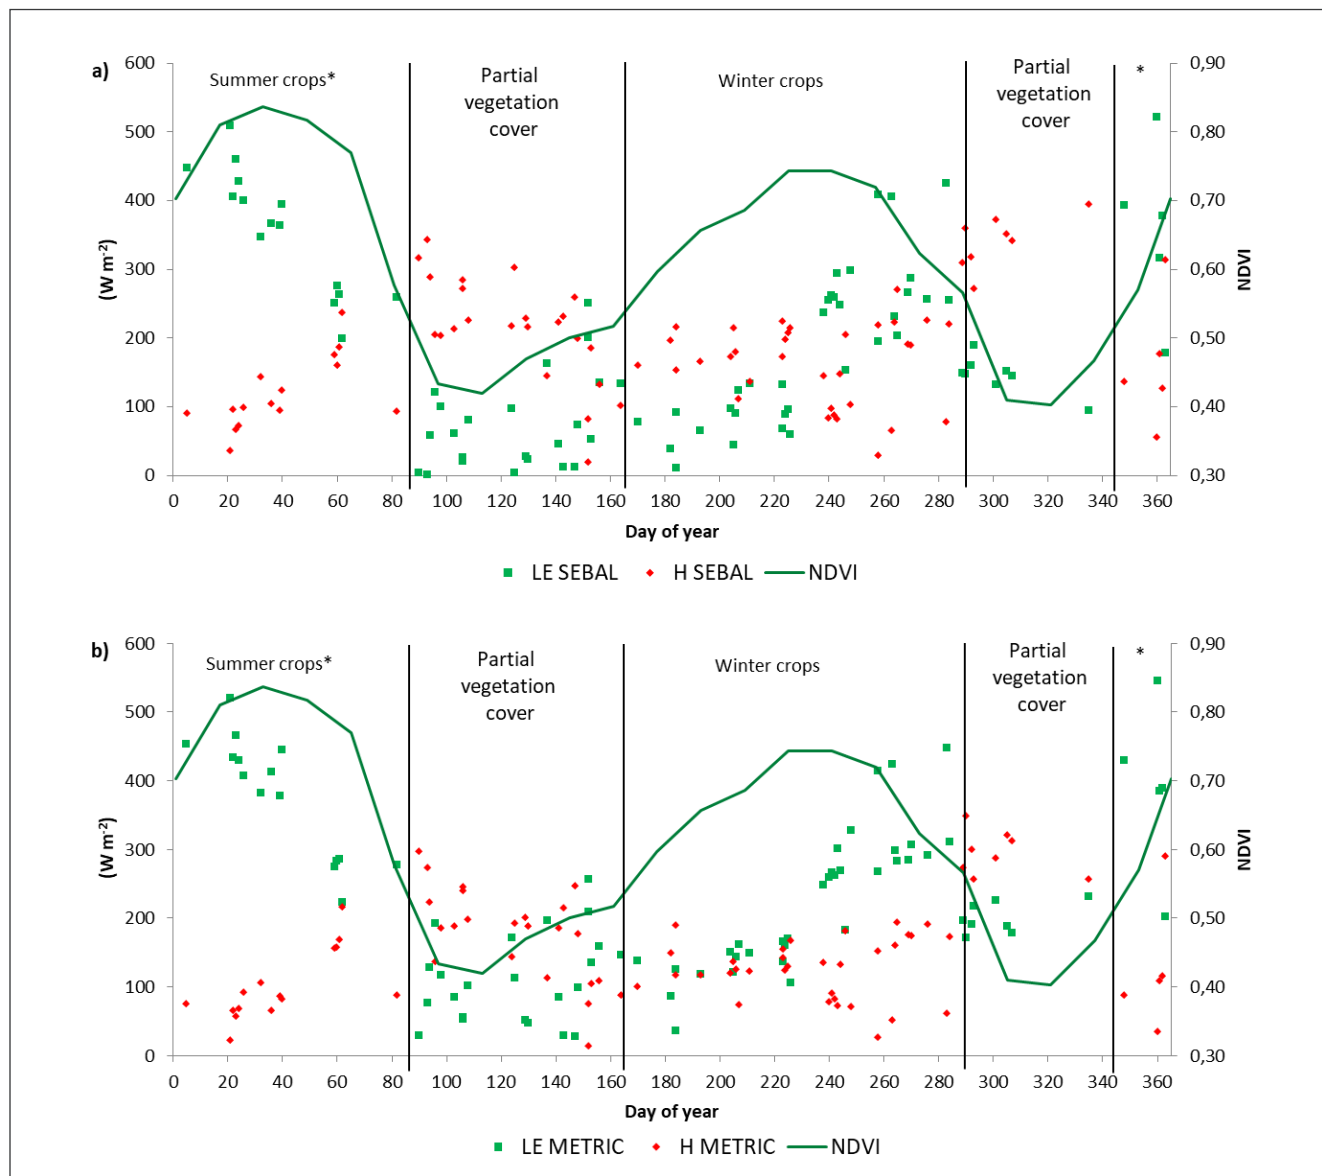 a)
Summer crops*
Partial
vegetation
cover
Winter crops
Partial
vegetation
cover
*
600
500
400
300
200
100
0
(W m-2)
0,90
0,80
0,70
0,60
0,50
0,40
0,30
NDVI
0 20 40 60 80 100 120 140 160 180 200 220 240 260 280 300 320 340 360
Day of year
LE SEBAL H SEBAL NDVI
b)
Summer crops*
Partial
vegetation
cover
Winter crops
Partial
vegetation
cover
*
600
500
400
300
200
100
0
(W m-2)
0,90
0,80
0,70
0,60
0,50
0,40
0,30
NDVI
0 20 40 60 80 100 120 140 160 180 200 220 240 260 280 300 320 340 360
Day of year
LE METRIC H METRIC NDVI